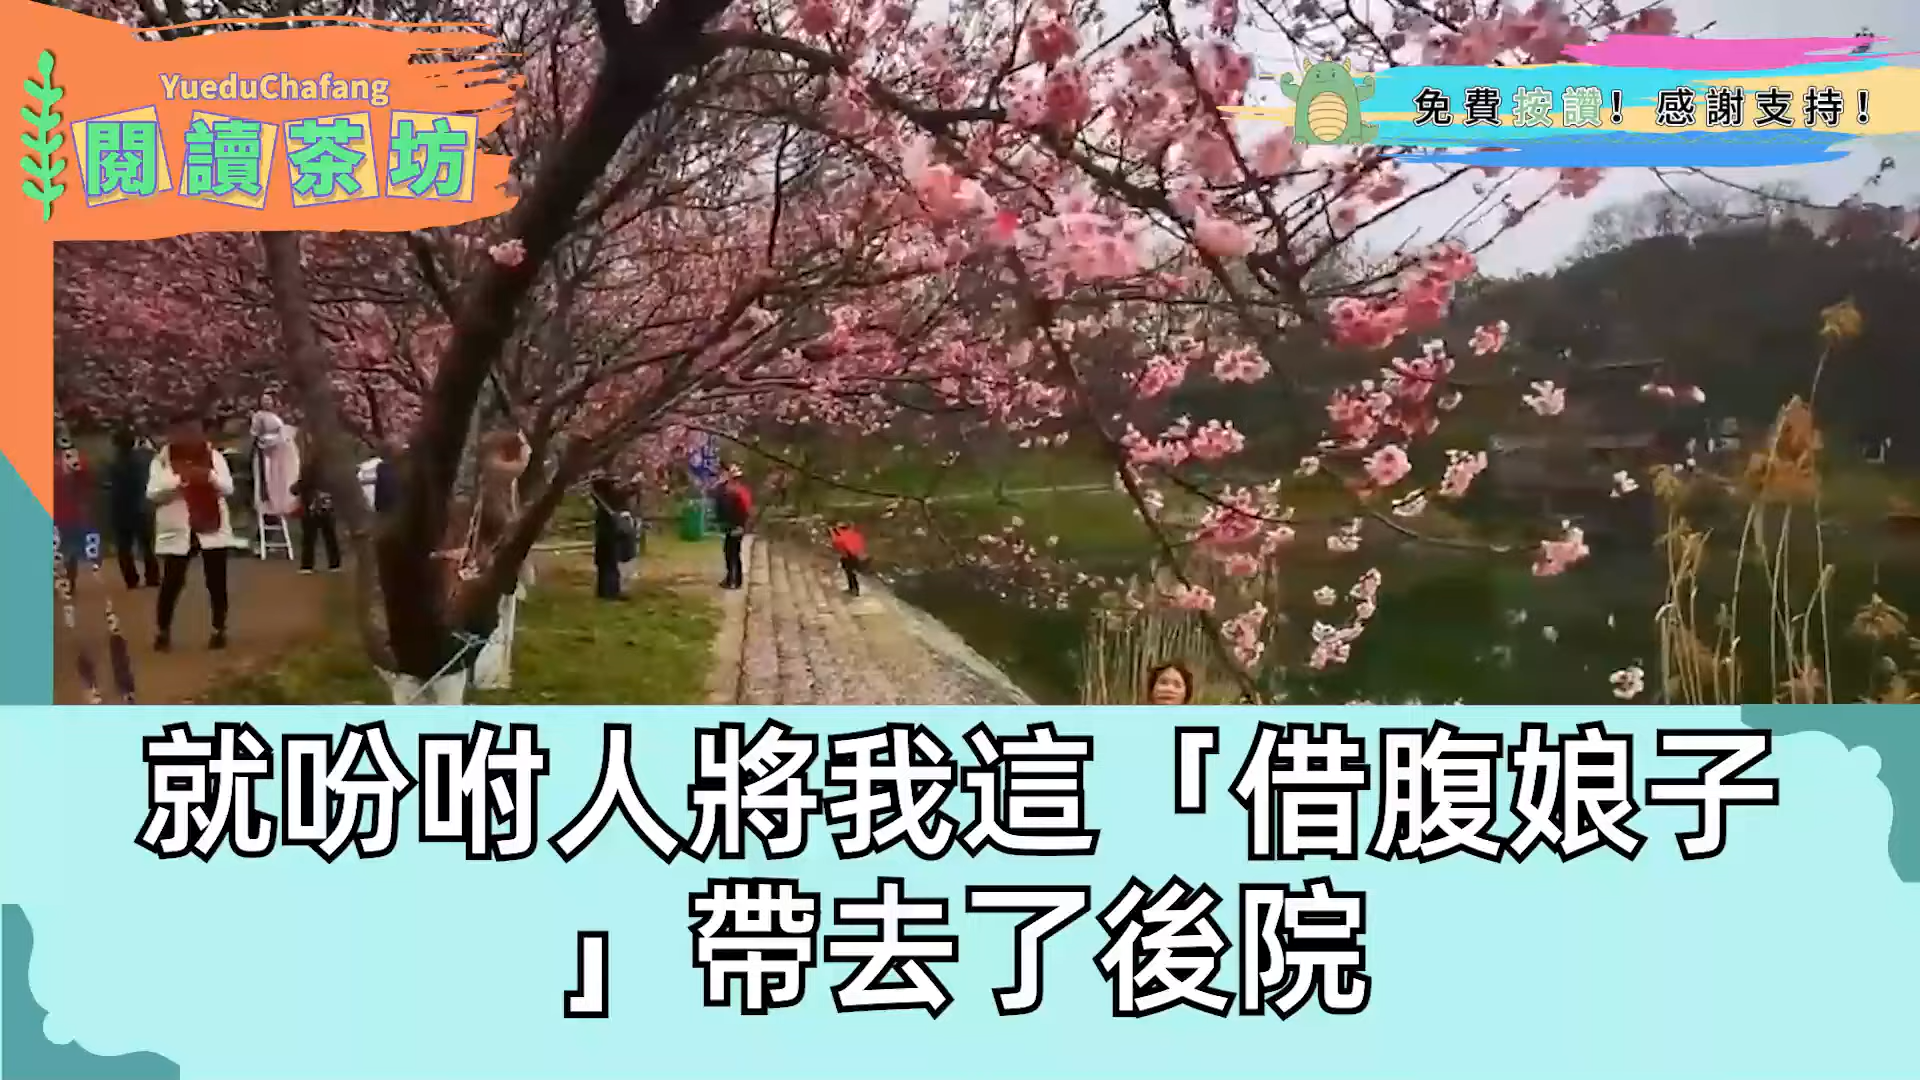 YueduChafang
閱讀茶坊
免費按讚！感謝支持！
就吩咐人將我這「借腹娘子
」帶去了後院